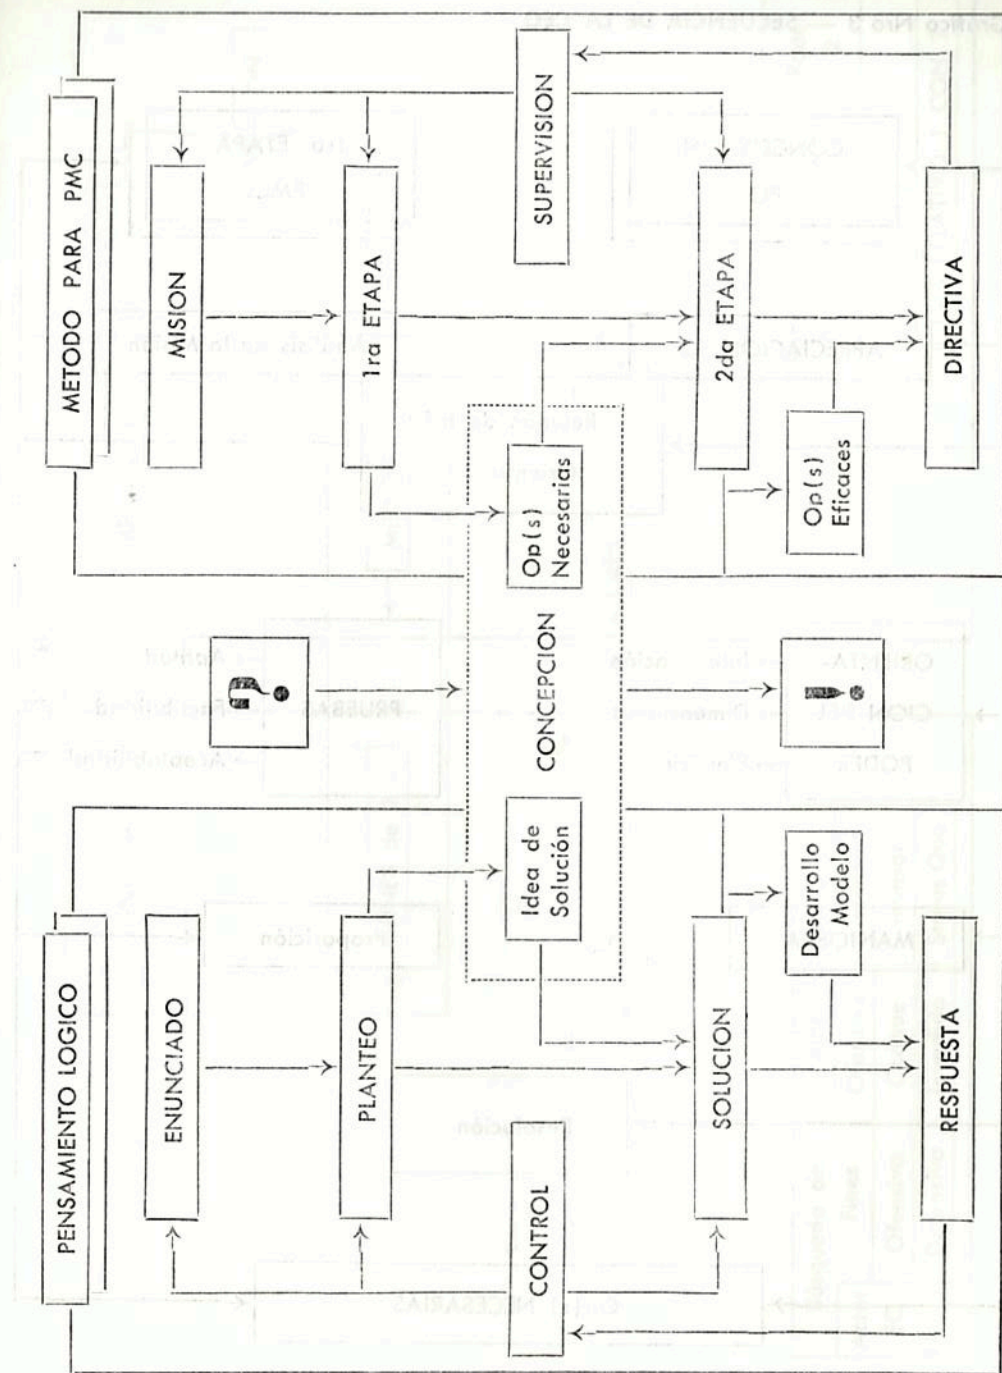 PENSAMIENTO LOGICO
METODO PARA PMC
ENUNCIADO
?
MISION
PLANTEO
1ra ETAPA
CONTROL
Idea de
Solución
CONCEPCION
Op(s)
Necesarias
SUPERVISION
SOLUCION
!
2da ETAPA
Desarrollo
Modelo
Op(s)
Eficaces
RESPUESTA
DIRECTIVA